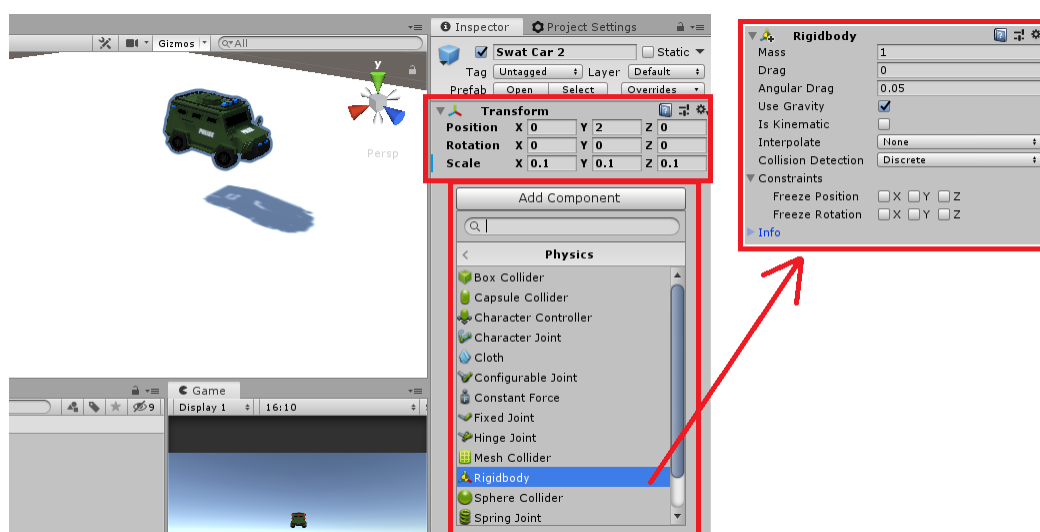 Inspector
Project Settings
Gizmos
All
Swat Car 2
Static
Tag
Untagged
Layer
Default
Prefab
Open
Select
Overrides
y
Persp
POLICE
Transform
Position X 0 Y 2 Z 0
Rotation X 0 Y 0 Z 0
Scale X 0.1 Y 0.1 Z 0.1
Add Component
Physics
Box Collider
Capsule Collider
Character Controller
Character Joint
Cloth
Configurable Joint
Constant Force
Fixed Joint
Hinge Joint
Mesh Collider
Rigidbody
Sphere Collider
Spring Joint
9
Game
Display 1
16:10
Rigidbody
Mass 1
Drag 0
Angular Drag 0.05
Use Gravity
Is Kinematic
Interpolate None
Collision Detection Discrete
Constraints
Freeze Position X Y Z
Freeze Rotation X Y Z
Info